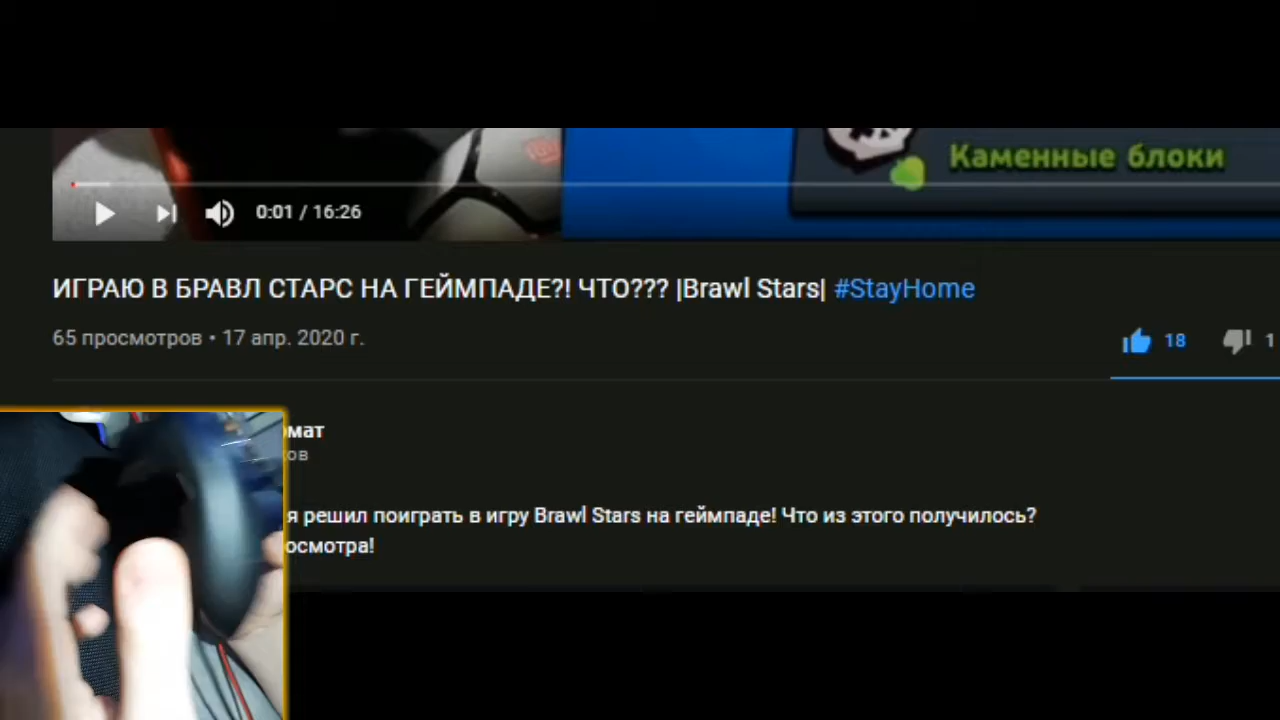 Каменные блоки
0:01 / 16:26
ИГРАЮ В БРАВЛ СТАРС НА ГЕЙМПАДЕ?! ЧТО??? |Brawl Stars| #StayHome
65 просмотров • 17 апр. 2020 г.
18
1
я решил поиграть в игру Brawl Stars на геймпаде! Что из этого получилось?